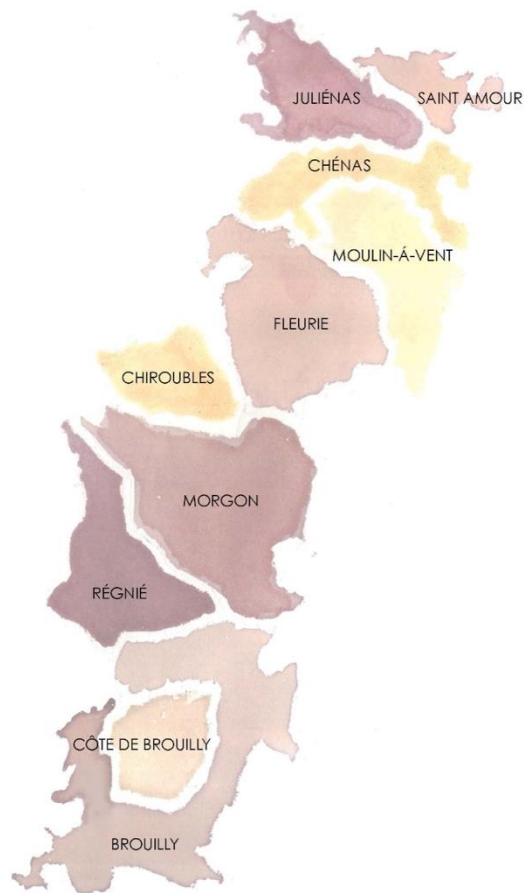 JULIÉNAS
SAINT AMOUR
CHÉNAS
MOULIN-Á-VENT
FLEURIE
CHIROUBLES
MORGON
RÉGNIÉ
CÔTE DE BROUILLY
BROUILLY